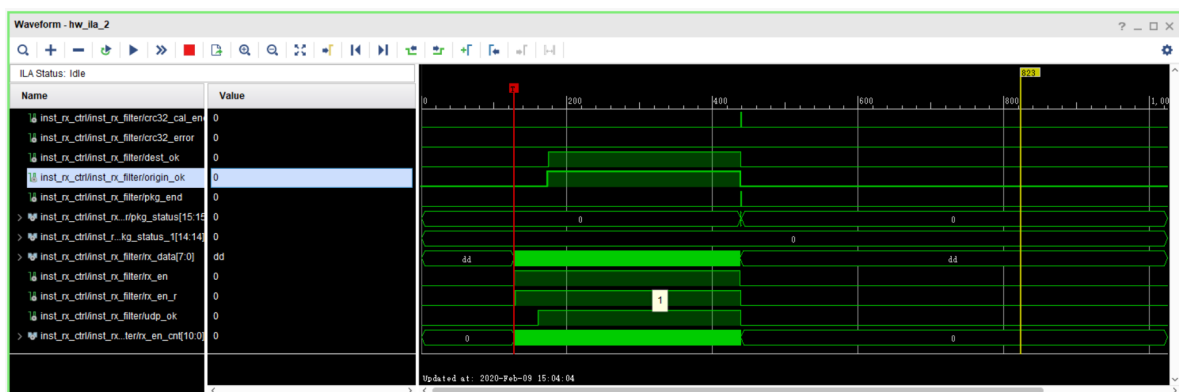 Waveform - hw_ila_2
? _ □ ×
ILA Status: Idle
Name Value
inst_rx_ctrl/inst_rx_filter/crc32_cal_en 0
inst_rx_ctrl/inst_rx_filter/crc32_error 0
inst_rx_ctrl/inst_rx_filter/dest_ok 0
inst_rx_ctrl/inst_rx_filter/origin_ok 0
inst_rx_ctrl/inst_rx_filter/pkg_end 0
inst_rx_ctrl/inst_rx...r/pkg_status[15:15 0
inst_rx_ctrl/inst_r...kg_status_1[14:14] 0
inst_rx_ctrl/inst_rx_filter/rx_data[7:0] dd
inst_rx_ctrl/inst_rx_filter/rx_en 0
inst_rx_ctrl/inst_rx_filter/rx_en_r 0
inst_rx_ctrl/inst_rx_filter/udp_ok 0
inst_rx_ctrl/inst_rx...ter/rx_en_cnt[10:0] 0
823
0 200 400 600 800 1,00
0 0
0
dd dd
1
0 0
Updated at: 2020-Feb-09 15:04:04